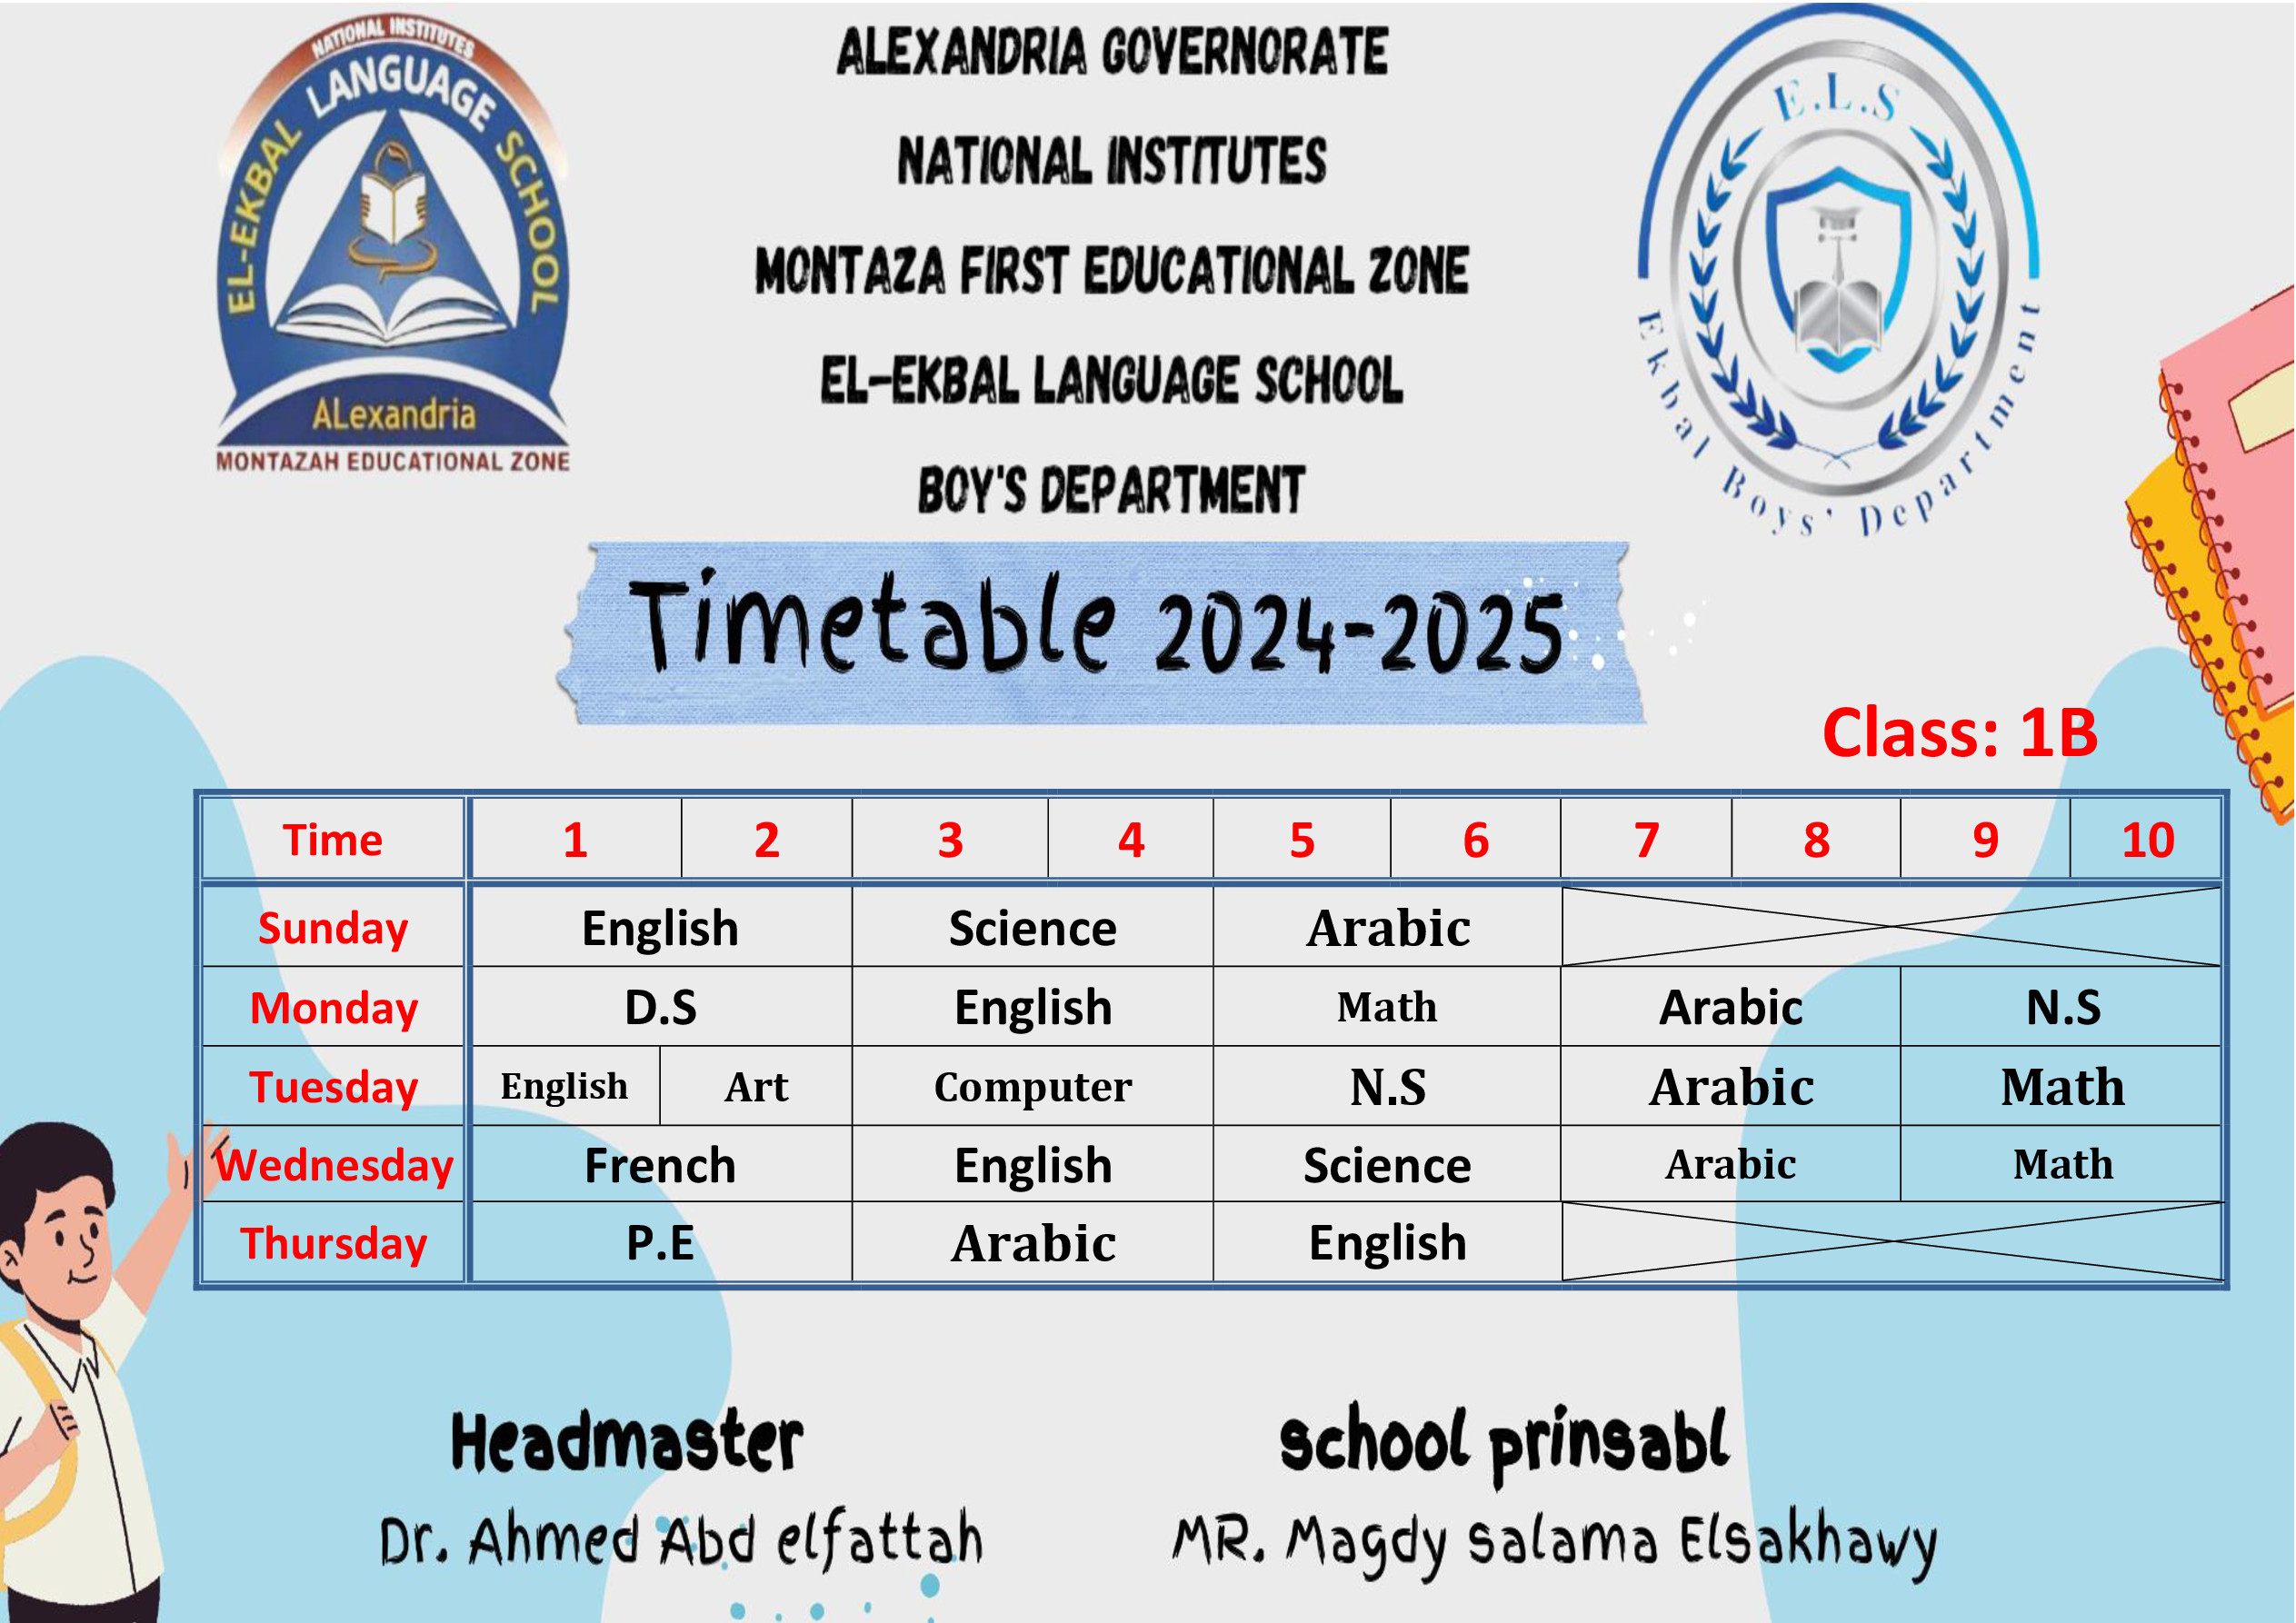 NATIONAL INSTITUTES
EL-EKBAL LANGUAGE SCHOOL
ALexandria
MONTAZAH EDUCATIONAL ZONE
ALEXANDRIA GOVERNORATE
NATIONAL INSTITUTES
MONTAZA FIRST EDUCATIONAL ZONE
EL-EKBAL LANGUAGE SCHOOL
BOY'S DEPARTMENT
E.L.S
Ekbal Boys' Department
Timetable 2024-2025
Class: 1B
Time 1 2 3 4 5 6 7 8 9 10
Sunday English Science Arabic
Monday D.S English Math Arabic N.S
Tuesday English Art Computer N.S Arabic Math
Wednesday French English Science Arabic Math
Thursday P.E Arabic English
Headmaster school prinsabl
Dr. Ahmed Abd elfattah MR. Magdy salama Elsakhawy